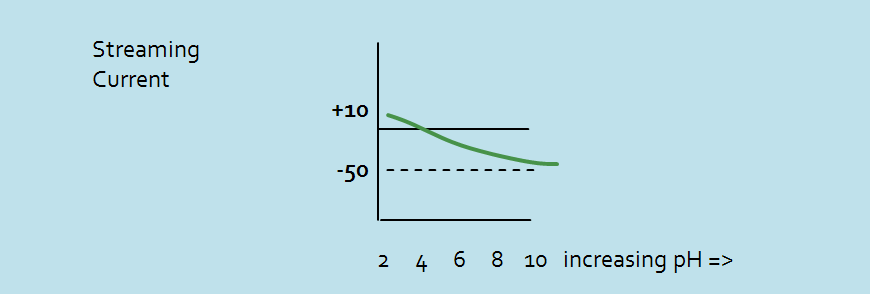 Streaming
Current
+10
-50
2 4 6 8 10 increasing pH =>